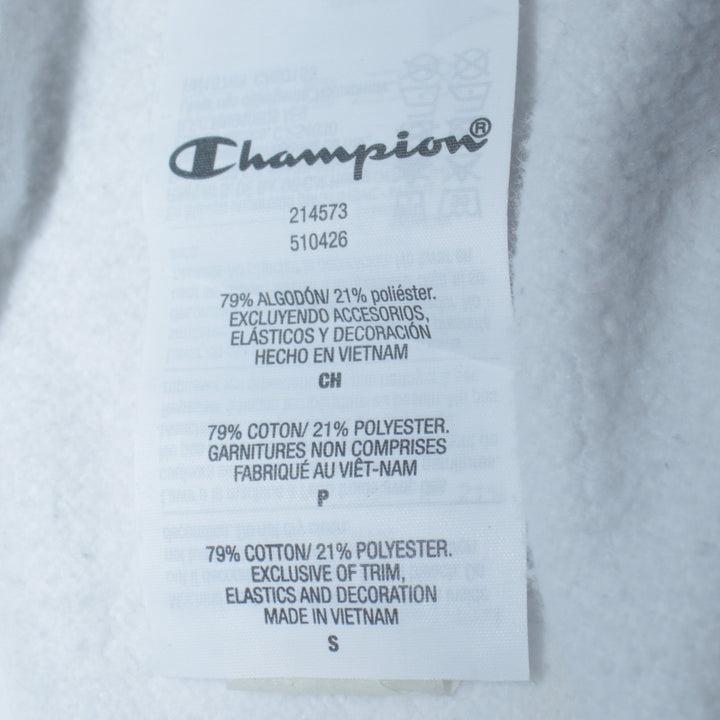 Champion®
214573
510426
79% ALGODÓN/ 21% poliéster.
EXCLUYENDO ACCESORIOS,
ELÁSTICOS Y DECORACIÓN
HECHO EN VIETNAM
CH
79% COTON/ 21% POLYESTER.
GARNITURES NON COMPRISES
FABRIQUÉ AU VIÊT-NAM
P
79% COTTON/ 21% POLYESTER.
EXCLUSIVE OF TRIM,
ELASTICS AND DECORATION
MADE IN VIETNAM
S